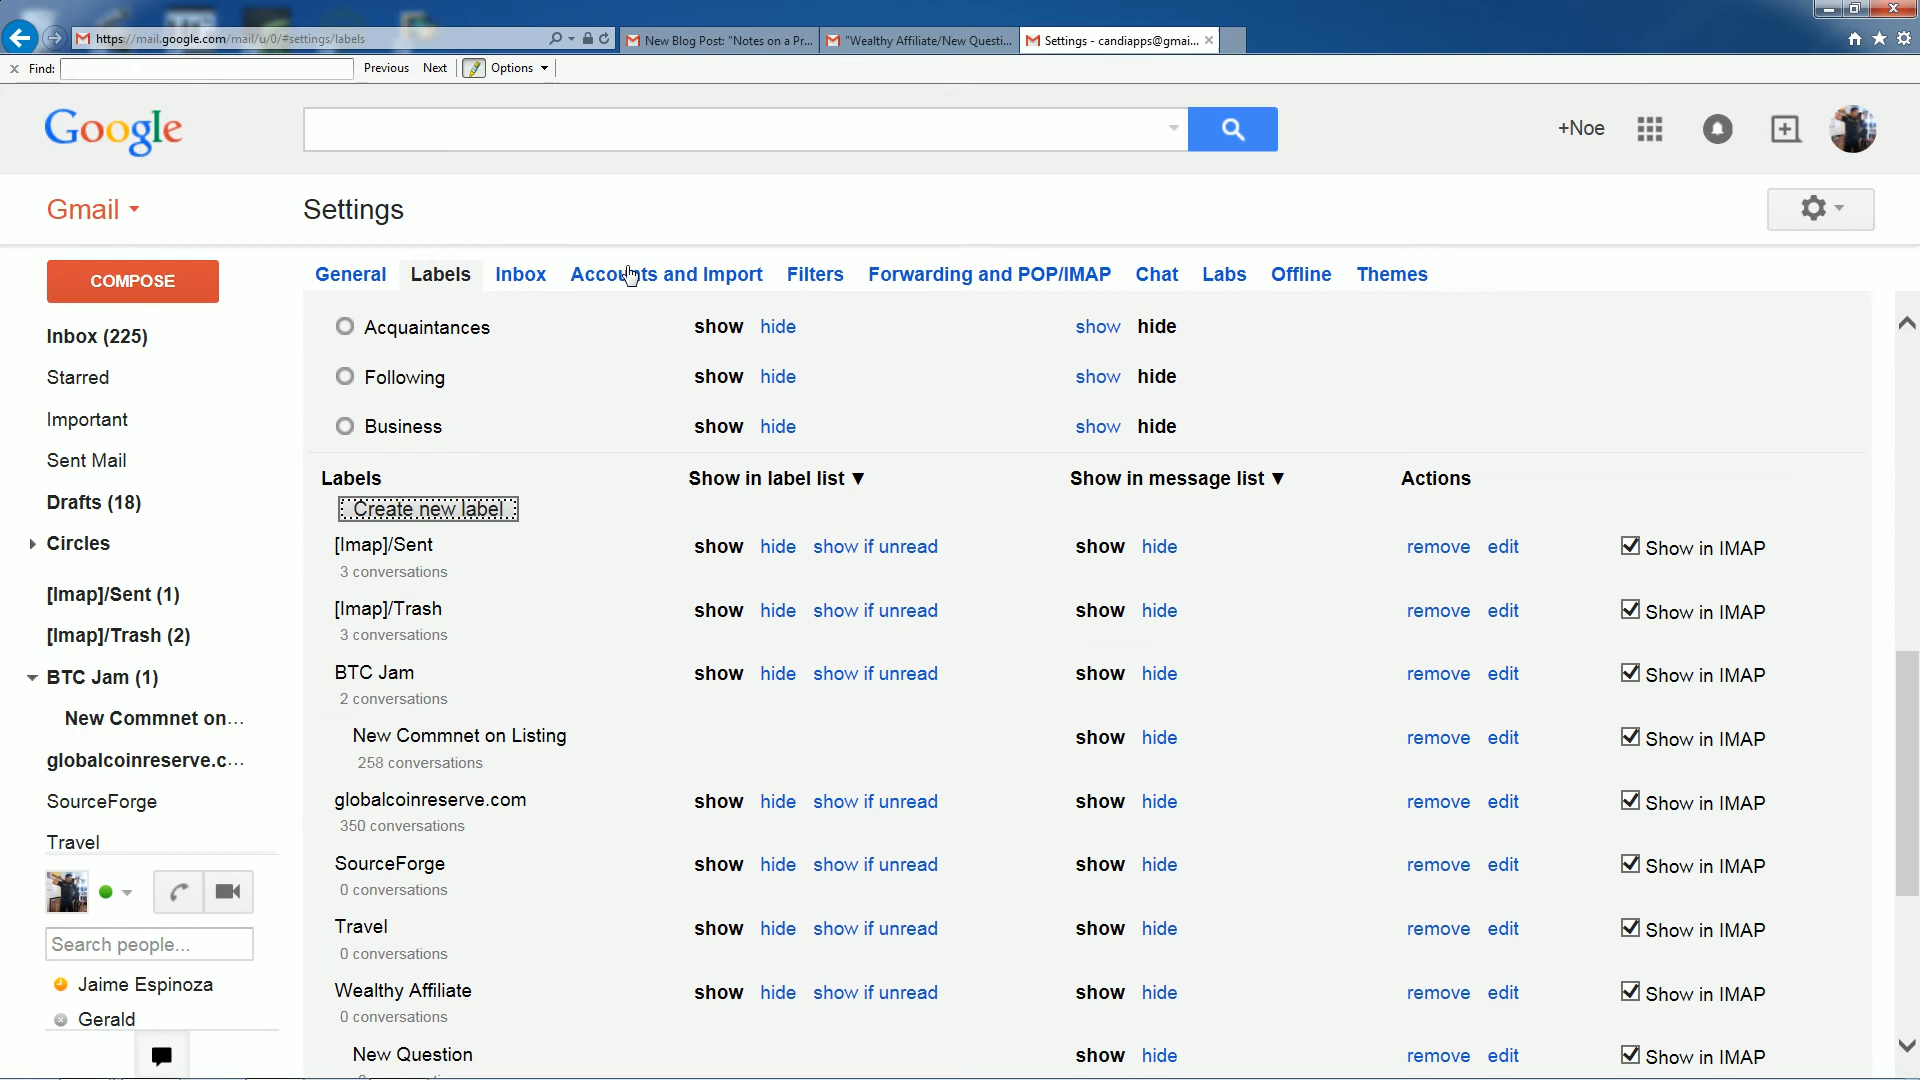 https://mail.google.com/mail/u/0/#settings/labels
New Blog Post: "Notes on a Pr...
"Wealthy Affiliate/New Questi...
Settings - candiapps@gmai...
x Find:
Previous Next Options
Google
+Noe
Gmail
Settings
COMPOSE
Inbox (225)
Starred
Important
Sent Mail
Drafts (18)
Circles
[Imap]/Sent (1)
[Imap]/Trash (2)
BTC Jam (1)
New Commnet on...
globalcoinreserve.c...
SourceForge
Travel
Search people...
Jaime Espinoza
Gerald
General Labels Inbox Accounts and Import Filters Forwarding and POP/IMAP Chat Labs Offline Themes
Acquaintances show hide show hide
Following show hide show hide
Business show hide show hide
Labels Show in label list ▼ Show in message list ▼ Actions
Create new label
[Imap]/Sent show hide show if unread show hide remove edit Show in IMAP
3 conversations
[Imap]/Trash show hide show if unread show hide remove edit Show in IMAP
3 conversations
BTC Jam show hide show if unread show hide remove edit Show in IMAP
2 conversations
New Commnet on Listing show hide remove edit Show in IMAP
258 conversations
globalcoinreserve.com show hide show if unread show hide remove edit Show in IMAP
350 conversations
SourceForge show hide show if unread show hide remove edit Show in IMAP
0 conversations
Travel show hide show if unread show hide remove edit Show in IMAP
0 conversations
Wealthy Affiliate show hide show if unread show hide remove edit Show in IMAP
0 conversations
New Question show hide remove edit Show in IMAP